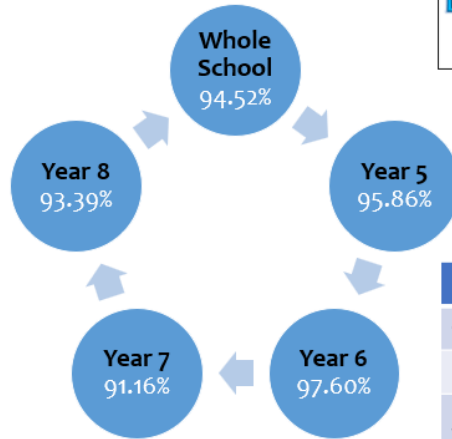 Whole
School
94.52%
Year 5
95.86%
Year 6
97.60%
Year 7
91.16%
Year 8
93.39%